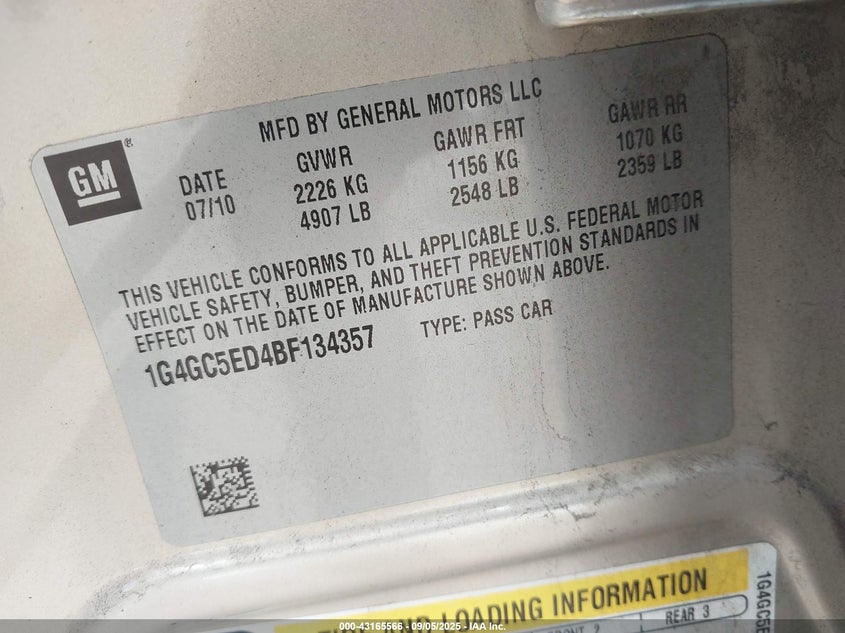 MFD BY GENERAL MOTORS LLC
GM®
DATE GVWR GAWR FRT GAWR RR
07/10 2226 KG 1156 KG 1070 KG
4907 LB 2548 LB 2359 LB
THIS VEHICLE CONFORMS TO ALL APPLICABLE U.S. FEDERAL MOTOR
VEHICLE SAFETY, BUMPER, AND THEFT PREVENTION STANDARDS IN
EFFECT ON THE DATE OF MANUFACTURE SHOWN ABOVE.
1G4GC5ED4BF134357 TYPE: PASS CAR
AND LOADING INFORMATION
REAR 3
1G4GC5
000-43165566 - 09/05/2025 - IAA Inc.